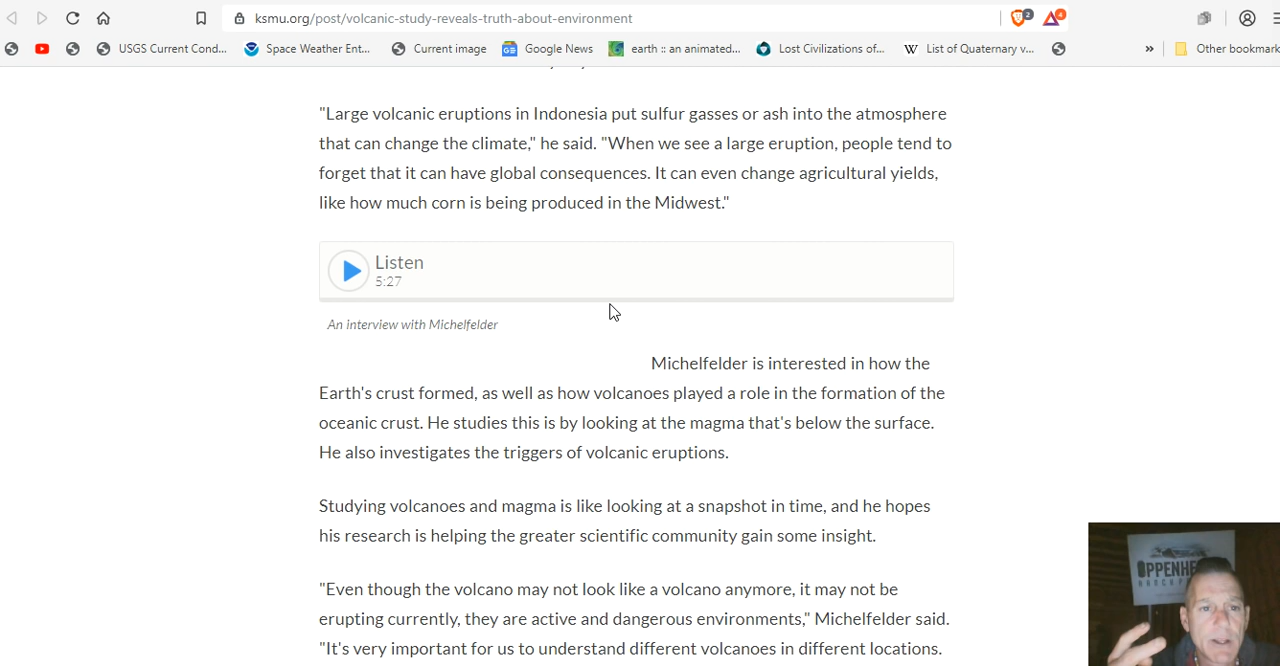 ksmu.org/post/volcanic-study-reveals-truth-about-environment
2
4
USGS Current Cond...
Space Weather Ent...
Current image
Google News
earth :: an animated...
Lost Civilizations of...
W
List of Quaternary v...
»
Other bookmark
"Large volcanic eruptions in Indonesia put sulfur gasses or ash into the atmosphere
that can change the climate," he said. "When we see a large eruption, people tend to
forget that it can have global consequences. It can even change agricultural yields,
like how much corn is being produced in the Midwest."
Listen
5:27
An interview with Michelfelder
Michelfelder is interested in how the
Earth's crust formed, as well as how volcanoes played a role in the formation of the
oceanic crust. He studies this is by looking at the magma that's below the surface.
He also investigates the triggers of volcanic eruptions.
Studying volcanoes and magma is like looking at a snapshot in time, and he hopes
his research is helping the greater scientific community gain some insight.
"Even though the volcano may not look like a volcano anymore, it may not be
erupting currently, they are active and dangerous environments," Michelfelder said.
"It's very important for us to understand different volcanoes in different locations.